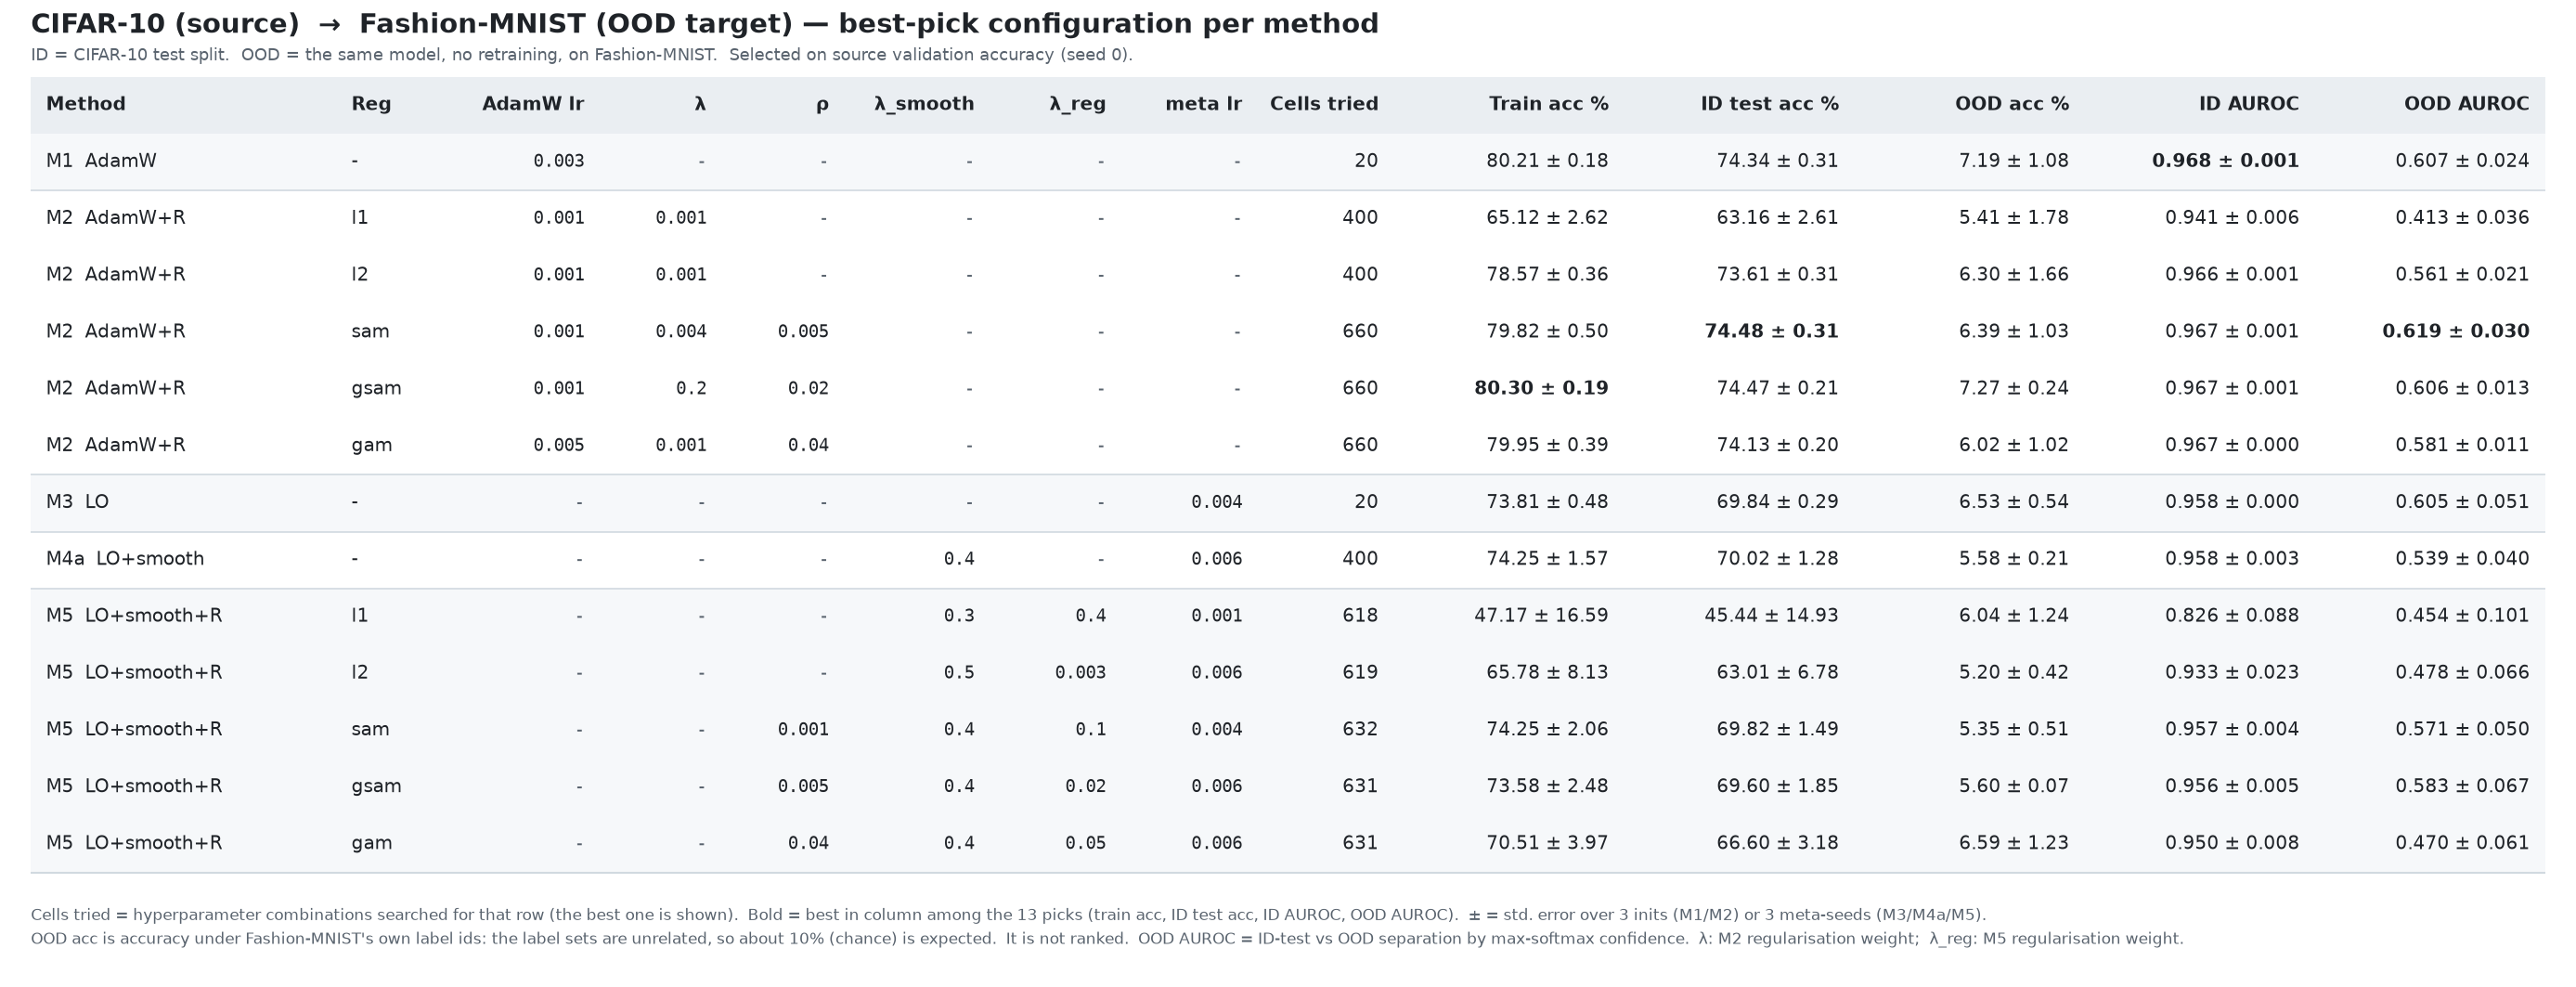 CIFAR-10 (source) → Fashion-MNIST (OOD target) — best-pick configuration per method
ID = CIFAR-10 test split. OOD = the same model, no retraining, on Fashion-MNIST. Selected on source validation accuracy (seed 0).
Method Reg AdamW lr λ ρ λ_smooth λ_reg meta lr Cells tried Train acc % ID test acc % OOD acc % ID AUROC OOD AUROC
M1 AdamW - 0.003 - - - - - 20 80.21 ± 0.18 74.34 ± 0.31 7.19 ± 1.08 0.968 ± 0.001 0.607 ± 0.024
M2 AdamW+R l1 0.001 0.001 - - - - 400 65.12 ± 2.62 63.16 ± 2.61 5.41 ± 1.78 0.941 ± 0.006 0.413 ± 0.036
M2 AdamW+R l2 0.001 0.001 - - - - 400 78.57 ± 0.36 73.61 ± 0.31 6.30 ± 1.66 0.966 ± 0.001 0.561 ± 0.021
M2 AdamW+R sam 0.001 0.004 0.005 - - - 660 79.82 ± 0.50 74.48 ± 0.31 6.39 ± 1.03 0.967 ± 0.001 0.619 ± 0.030
M2 AdamW+R gsam 0.001 0.2 0.02 - - - 660 80.30 ± 0.19 74.47 ± 0.21 7.27 ± 0.24 0.967 ± 0.001 0.606 ± 0.013
M2 AdamW+R gam 0.005 0.001 0.04 - - - 660 79.95 ± 0.39 74.13 ± 0.20 6.02 ± 1.02 0.967 ± 0.000 0.581 ± 0.011
M3 LO - - - - - - 0.004 20 73.81 ± 0.48 69.84 ± 0.29 6.53 ± 0.54 0.958 ± 0.000 0.605 ± 0.051
M4a LO+smooth - - - - 0.4 - 0.006 400 74.25 ± 1.57 70.02 ± 1.28 5.58 ± 0.21 0.958 ± 0.003 0.539 ± 0.040
M5 LO+smooth+R l1 - - - 0.3 0.4 0.001 618 47.17 ± 16.59 45.44 ± 14.93 6.04 ± 1.24 0.826 ± 0.088 0.454 ± 0.101
M5 LO+smooth+R l2 - - - 0.5 0.003 0.006 619 65.78 ± 8.13 63.01 ± 6.78 5.20 ± 0.42 0.933 ± 0.023 0.478 ± 0.066
M5 LO+smooth+R sam - - 0.001 0.4 0.1 0.004 632 74.25 ± 2.06 69.82 ± 1.49 5.35 ± 0.51 0.957 ± 0.004 0.571 ± 0.050
M5 LO+smooth+R gsam - - 0.005 0.4 0.02 0.006 631 73.58 ± 2.48 69.60 ± 1.85 5.60 ± 0.07 0.956 ± 0.005 0.583 ± 0.067
M5 LO+smooth+R gam - - 0.04 0.4 0.05 0.006 631 70.51 ± 3.97 66.60 ± 3.18 6.59 ± 1.23 0.950 ± 0.008 0.470 ± 0.061
Cells tried = hyperparameter combinations searched for that row (the best one is shown). Bold = best in column among the 13 picks (train acc, ID test acc, ID AUROC, OOD AUROC). ± = std. error over 3 inits (M1/M2) or 3 meta-seeds (M3/M4a/M5).
OOD acc is accuracy under Fashion-MNIST's own label ids: the label sets are unrelated, so about 10% (chance) is expected. It is not ranked. OOD AUROC = ID-test vs OOD separation by max-softmax confidence. λ: M2 regularisation weight; λ_reg: M5 regularisation weight.